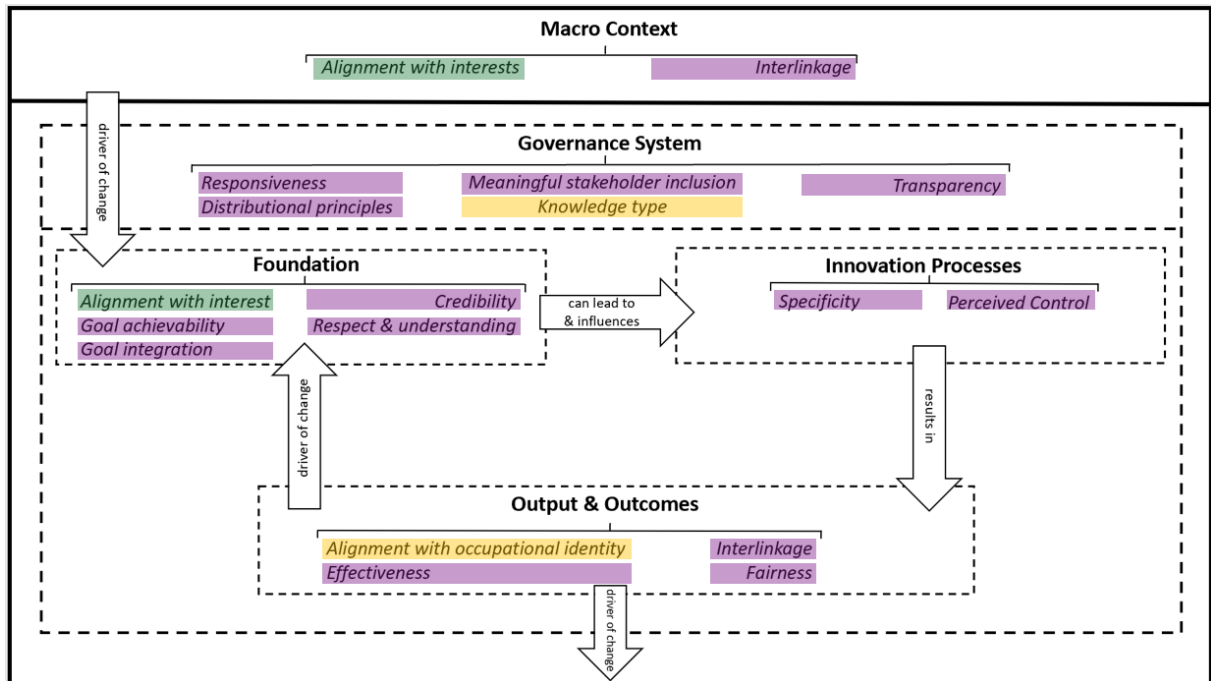 Macro Context
Alignment with interests
Interlinkage
driver of change
Governance System
Responsiveness
Meaningful stakeholder inclusion
Transparency
Distributional principles
Knowledge type
Foundation
Alignment with interest
Credibility
Goal achievability
Respect & understanding
Goal integration
can lead to
& influences
Innovation Processes
Specificity
Perceived Control
driver of change
results in
Output & Outcomes
Alignment with occupational identity
Interlinkage
Effectiveness
Fairness
driver of change